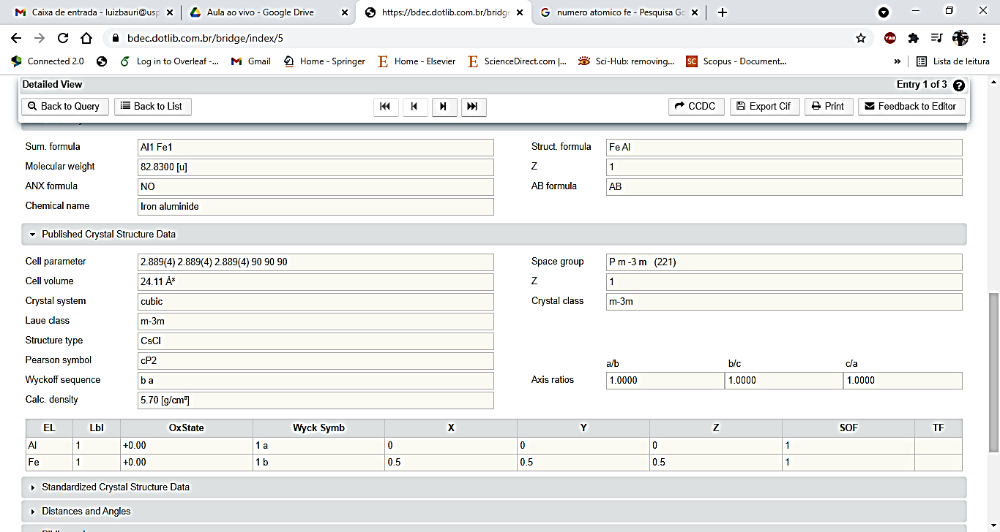 Caixa de entrada - luizbauri@usp
Aula ao vivo - Google Drive
https://bdec.dotlib.com.br/bridge
numero atomico fe - Pesquisa Go
bdec.dotlib.com.br/bridge/index/5
YAB
Connected 2.0
Log in to Overleaf -...
Gmail
Home - Springer
Home - Elsevier
ScienceDirect.com |...
Sci-Hub: removing...
SC Scopus - Document...
»
Lista de leitura
Detailed View
Entry 1 of 3 ?
Back to Query
Back to List
CCDC
Export Cif
Print
Feedback to Editor
Sum. formula Al1 Fe1
Struct. formula Fe Al
Molecular weight 82.8300 [u]
Z 1
ANX formula NO
AB formula AB
Chemical name Iron aluminide
Published Crystal Structure Data
Cell parameter 2.889(4) 2.889(4) 2.889(4) 90 90 90
Space group P m -3 m (221)
Cell volume 24.11 Å³
Z 1
Crystal system cubic
Crystal class m-3m
Laue class m-3m
Structure type CsCl
Pearson symbol cP2
a/b b/c c/a
Wyckoff sequence b a
Axis ratios 1.0000 1.0000 1.0000
Calc. density 5.70 [g/cm³]
EL Lbl OxState Wyck Symb X Y Z SOF TF
Al 1 +0.00 1 a 0 0 0 1
Fe 1 +0.00 1 b 0.5 0.5 0.5 1
Standardized Crystal Structure Data
Distances and Angles